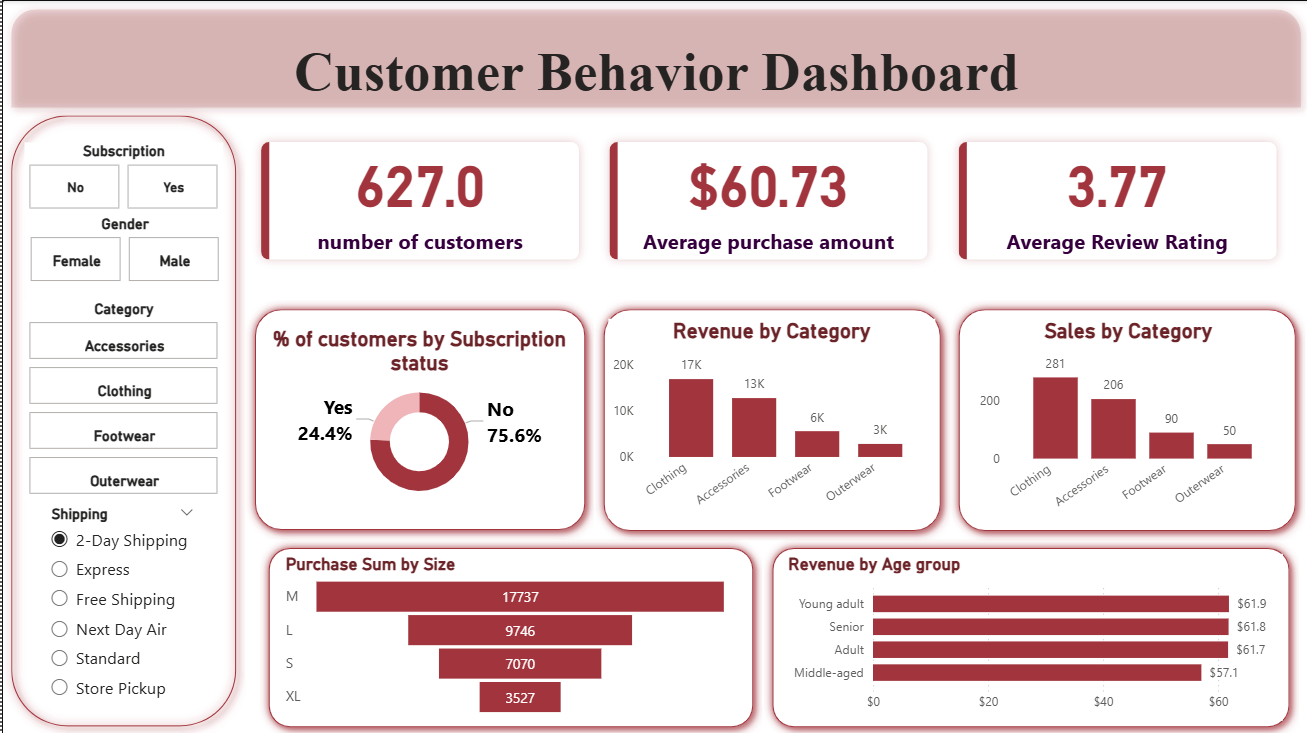 Customer Behavior Dashboard
Subscription
No
Yes
Gender
Female
Male
Category
Accessories
Clothing
Footwear
Outerwear
Shipping
2-Day Shipping
Express
Free Shipping
Next Day Air
Standard
Store Pickup
627.0
number of customers
$60.73
Average purchase amount
3.77
Average Review Rating
% of customers by Subscription
status
Yes
24.4%
No
75.6%
Revenue by Category
20K
10K
0K
17K
13K
6K
3K
Clothing
Accessories
Footwear
Outerwear
Sales by Category
200
0
281
206
90
50
Clothing
Accessories
Footwear
Outerwear
Purchase Sum by Size
M 17737
L 9746
S 7070
XL 3527
Revenue by Age group
Young adult $61.9
Senior $61.8
Adult $61.7
Middle-aged $57.1
$0 $20 $40 $60